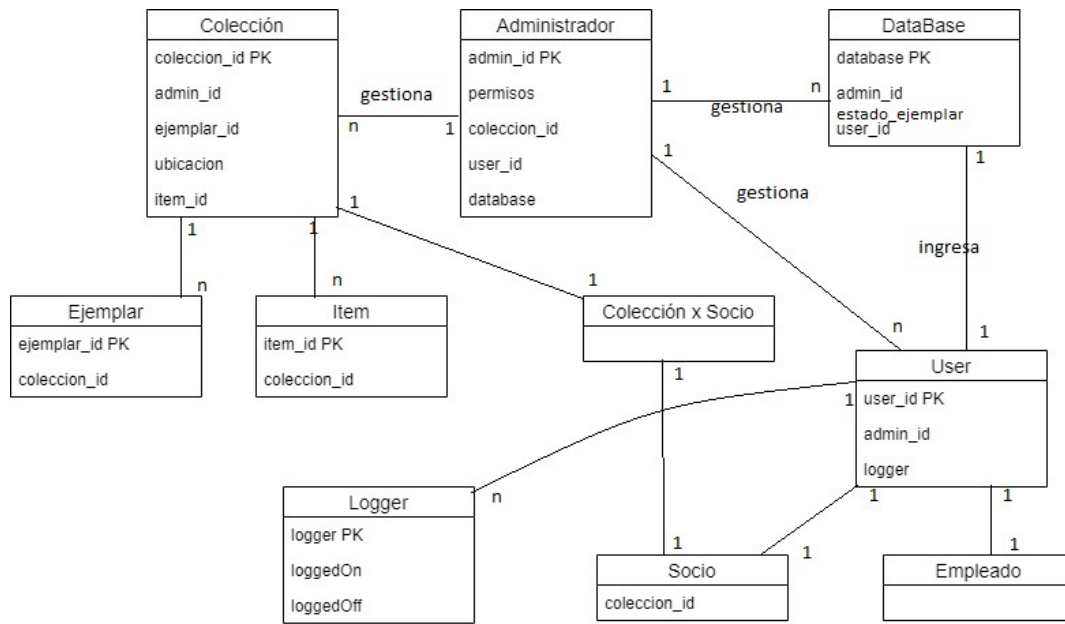 Colección
coleccion_id PK
admin_id
ejemplar_id
ubicacion
item_id
Administrador
admin_id PK
permisos
coleccion_id
user_id
database
DataBase
database PK
admin_id
estado_ejemplar
user_id
gestiona
n
1
1
n
gestiona
1
gestiona
n
1
ingresa
1
1
n
1
n
1
1
Ejemplar
ejemplar_id PK
coleccion_id
Item
item_id PK
coleccion_id
Colección x Socio
1
1
User
user_id PK
admin_id
logger
1
n
Logger
logger PK
loggedOn
loggedOff
1
1
Socio
coleccion_id
1
1
Empleado